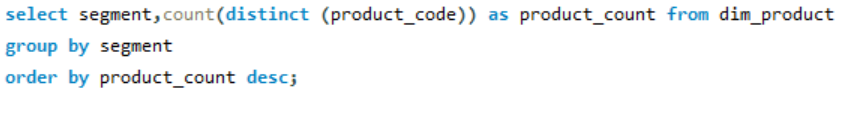 select segment,count(distinct (product_code)) as product_count from dim_product
group by segment
order by product_count desc;